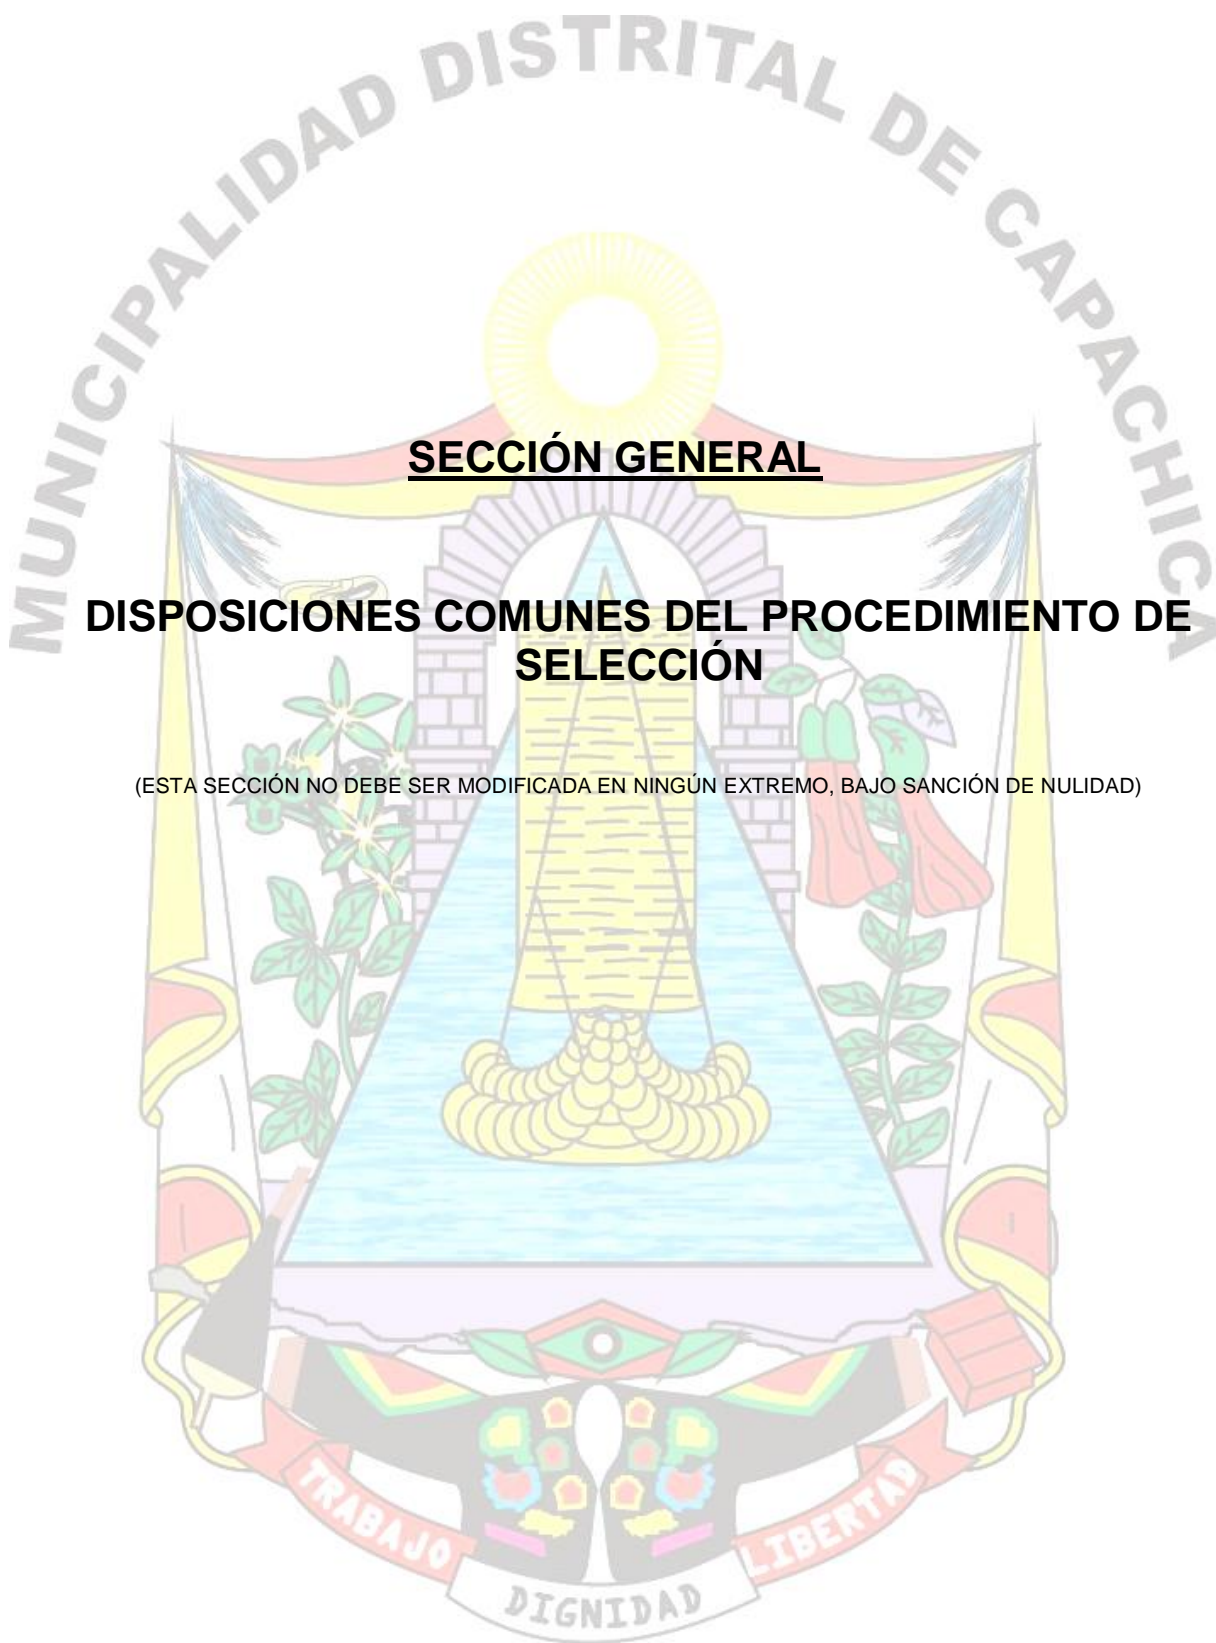 MUNICIPALIDAD DISTRITAL DE CAPACHICA
SECCIÓN GENERAL
DISPOSICIONES COMUNES DEL PROCEDIMIENTO DE
SELECCIÓN
(ESTA SECCIÓN NO DEBE SER MODIFICADA EN NINGÚN EXTREMO, BAJO SANCIÓN DE NULIDAD)
TRABAJO
DIGNIDAD
LIBERTAD